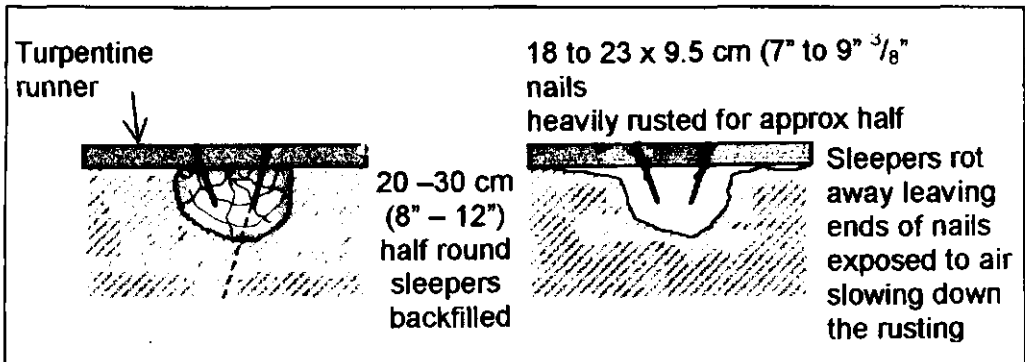 Turpentine
runner
20 –30 cm
(8” – 12”)
half round
sleepers
backfilled
18 to 23 x 9.5 cm (7” to 9” 3/8”
nails
heavily rusted for approx half
Sleepers rot
away leaving
ends of nails
exposed to air
slowing down
the rusting